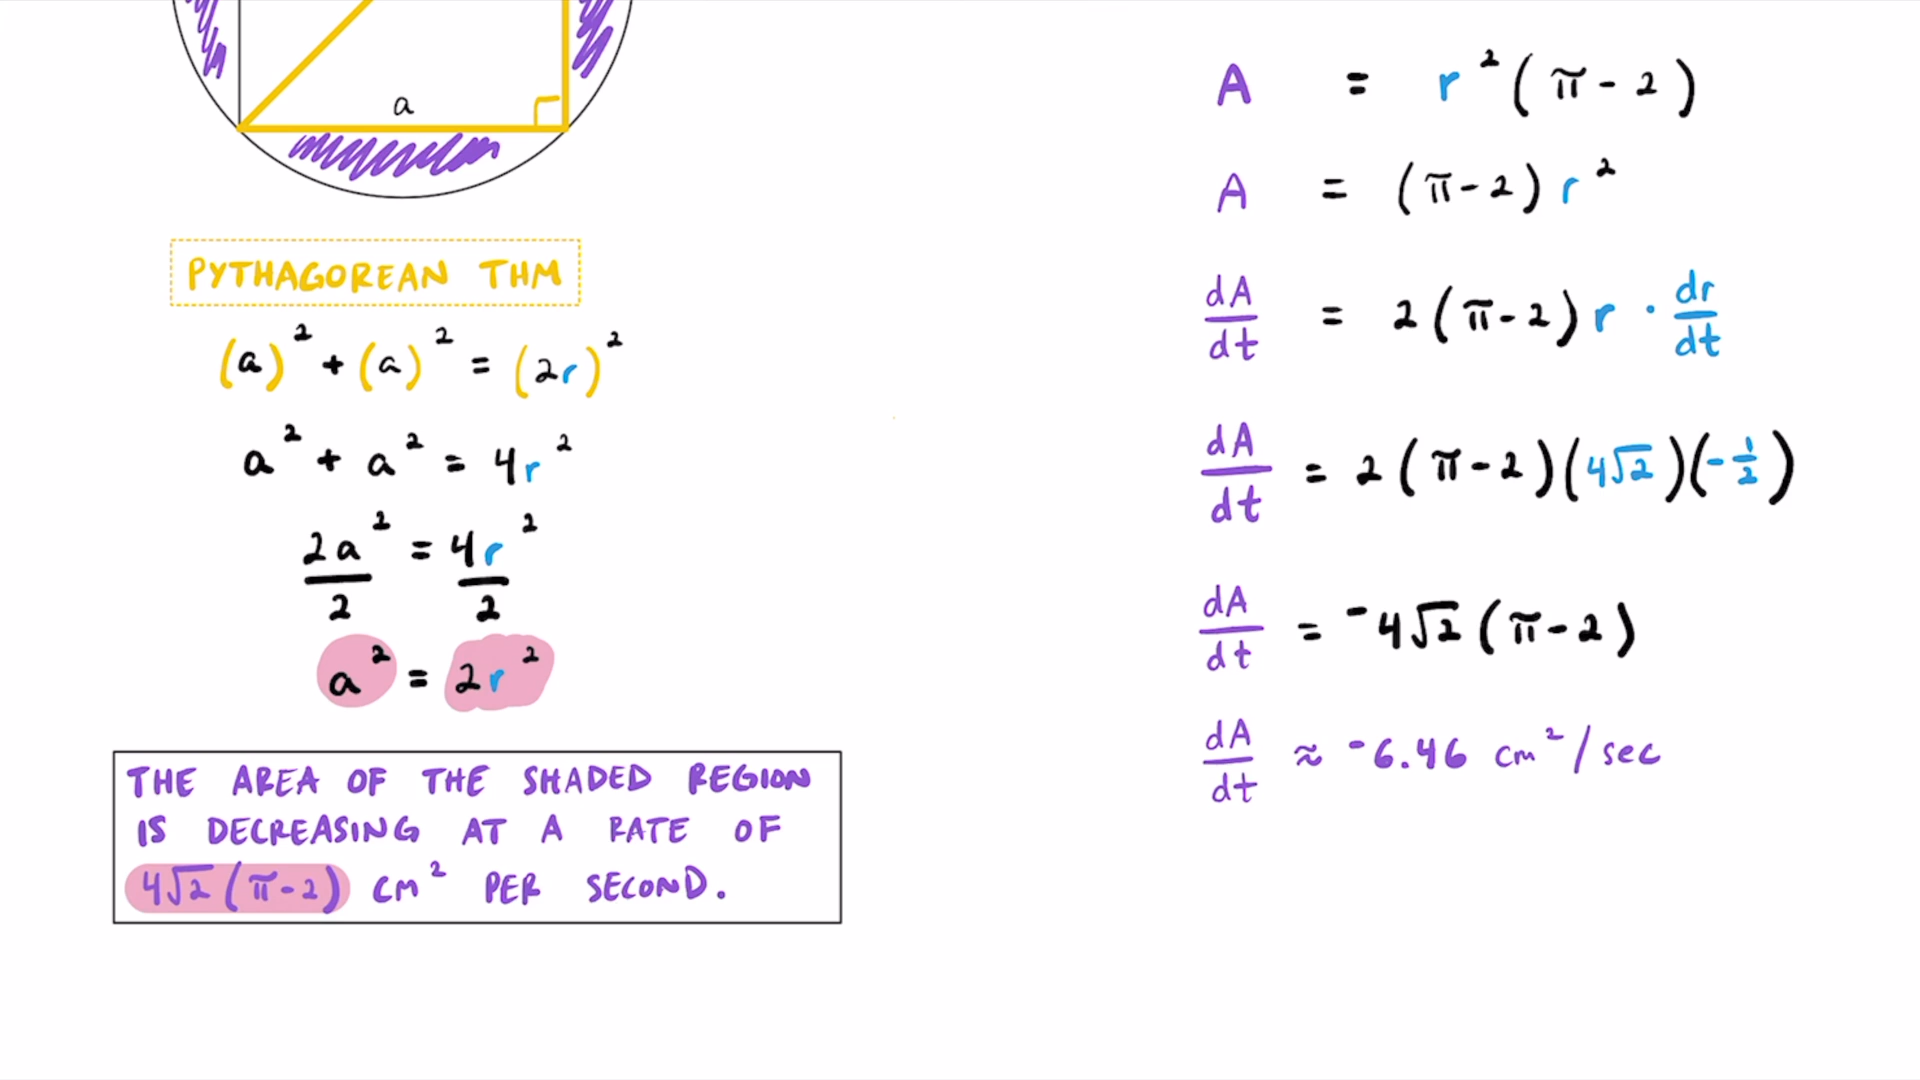 a
PYTHAGOREAN THM
(a)² + (a)² = (2r)²
a² + a² = 4r²
2a²/2 = 4r²/2
a² = 2r²
THE AREA OF THE SHADED REGION
IS DECREASING AT A RATE OF
4√2(π-2) cm² PER SECOND.
A = r²(π-2)
A = (π-2)r²
dA/dt = 2(π-2)r · dr/dt
dA/dt = 2(π-2)(4√2)(-1/2)
dA/dt = -4√2(π-2)
dA/dt ≈ -6.46 cm²/sec